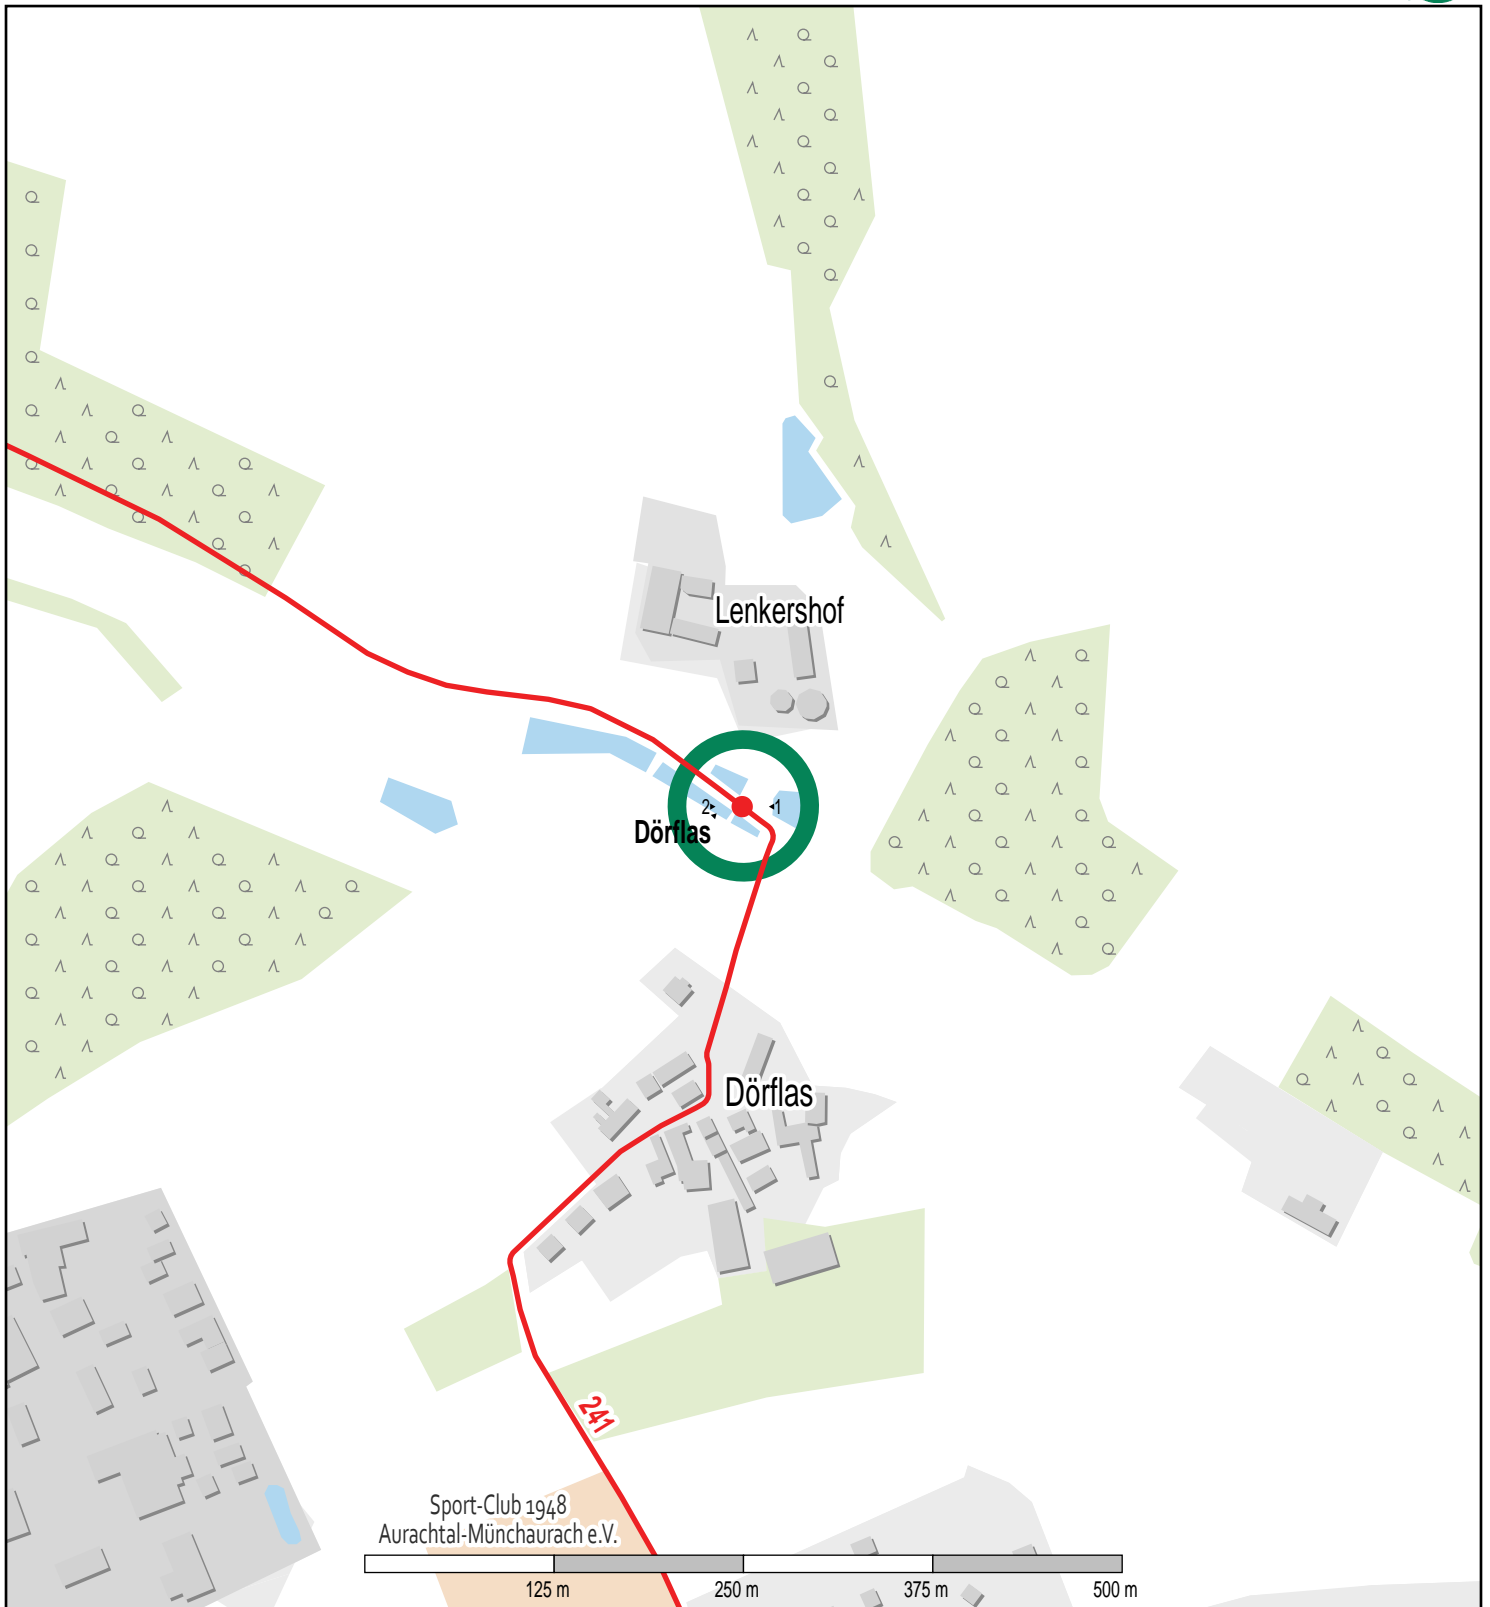 Lenkershof
2
1
Dörflas
Dörflas
241
Sport-Club 1948
Aurachtal-Münchaurach e.V.
125 m 250 m 375 m 500 m